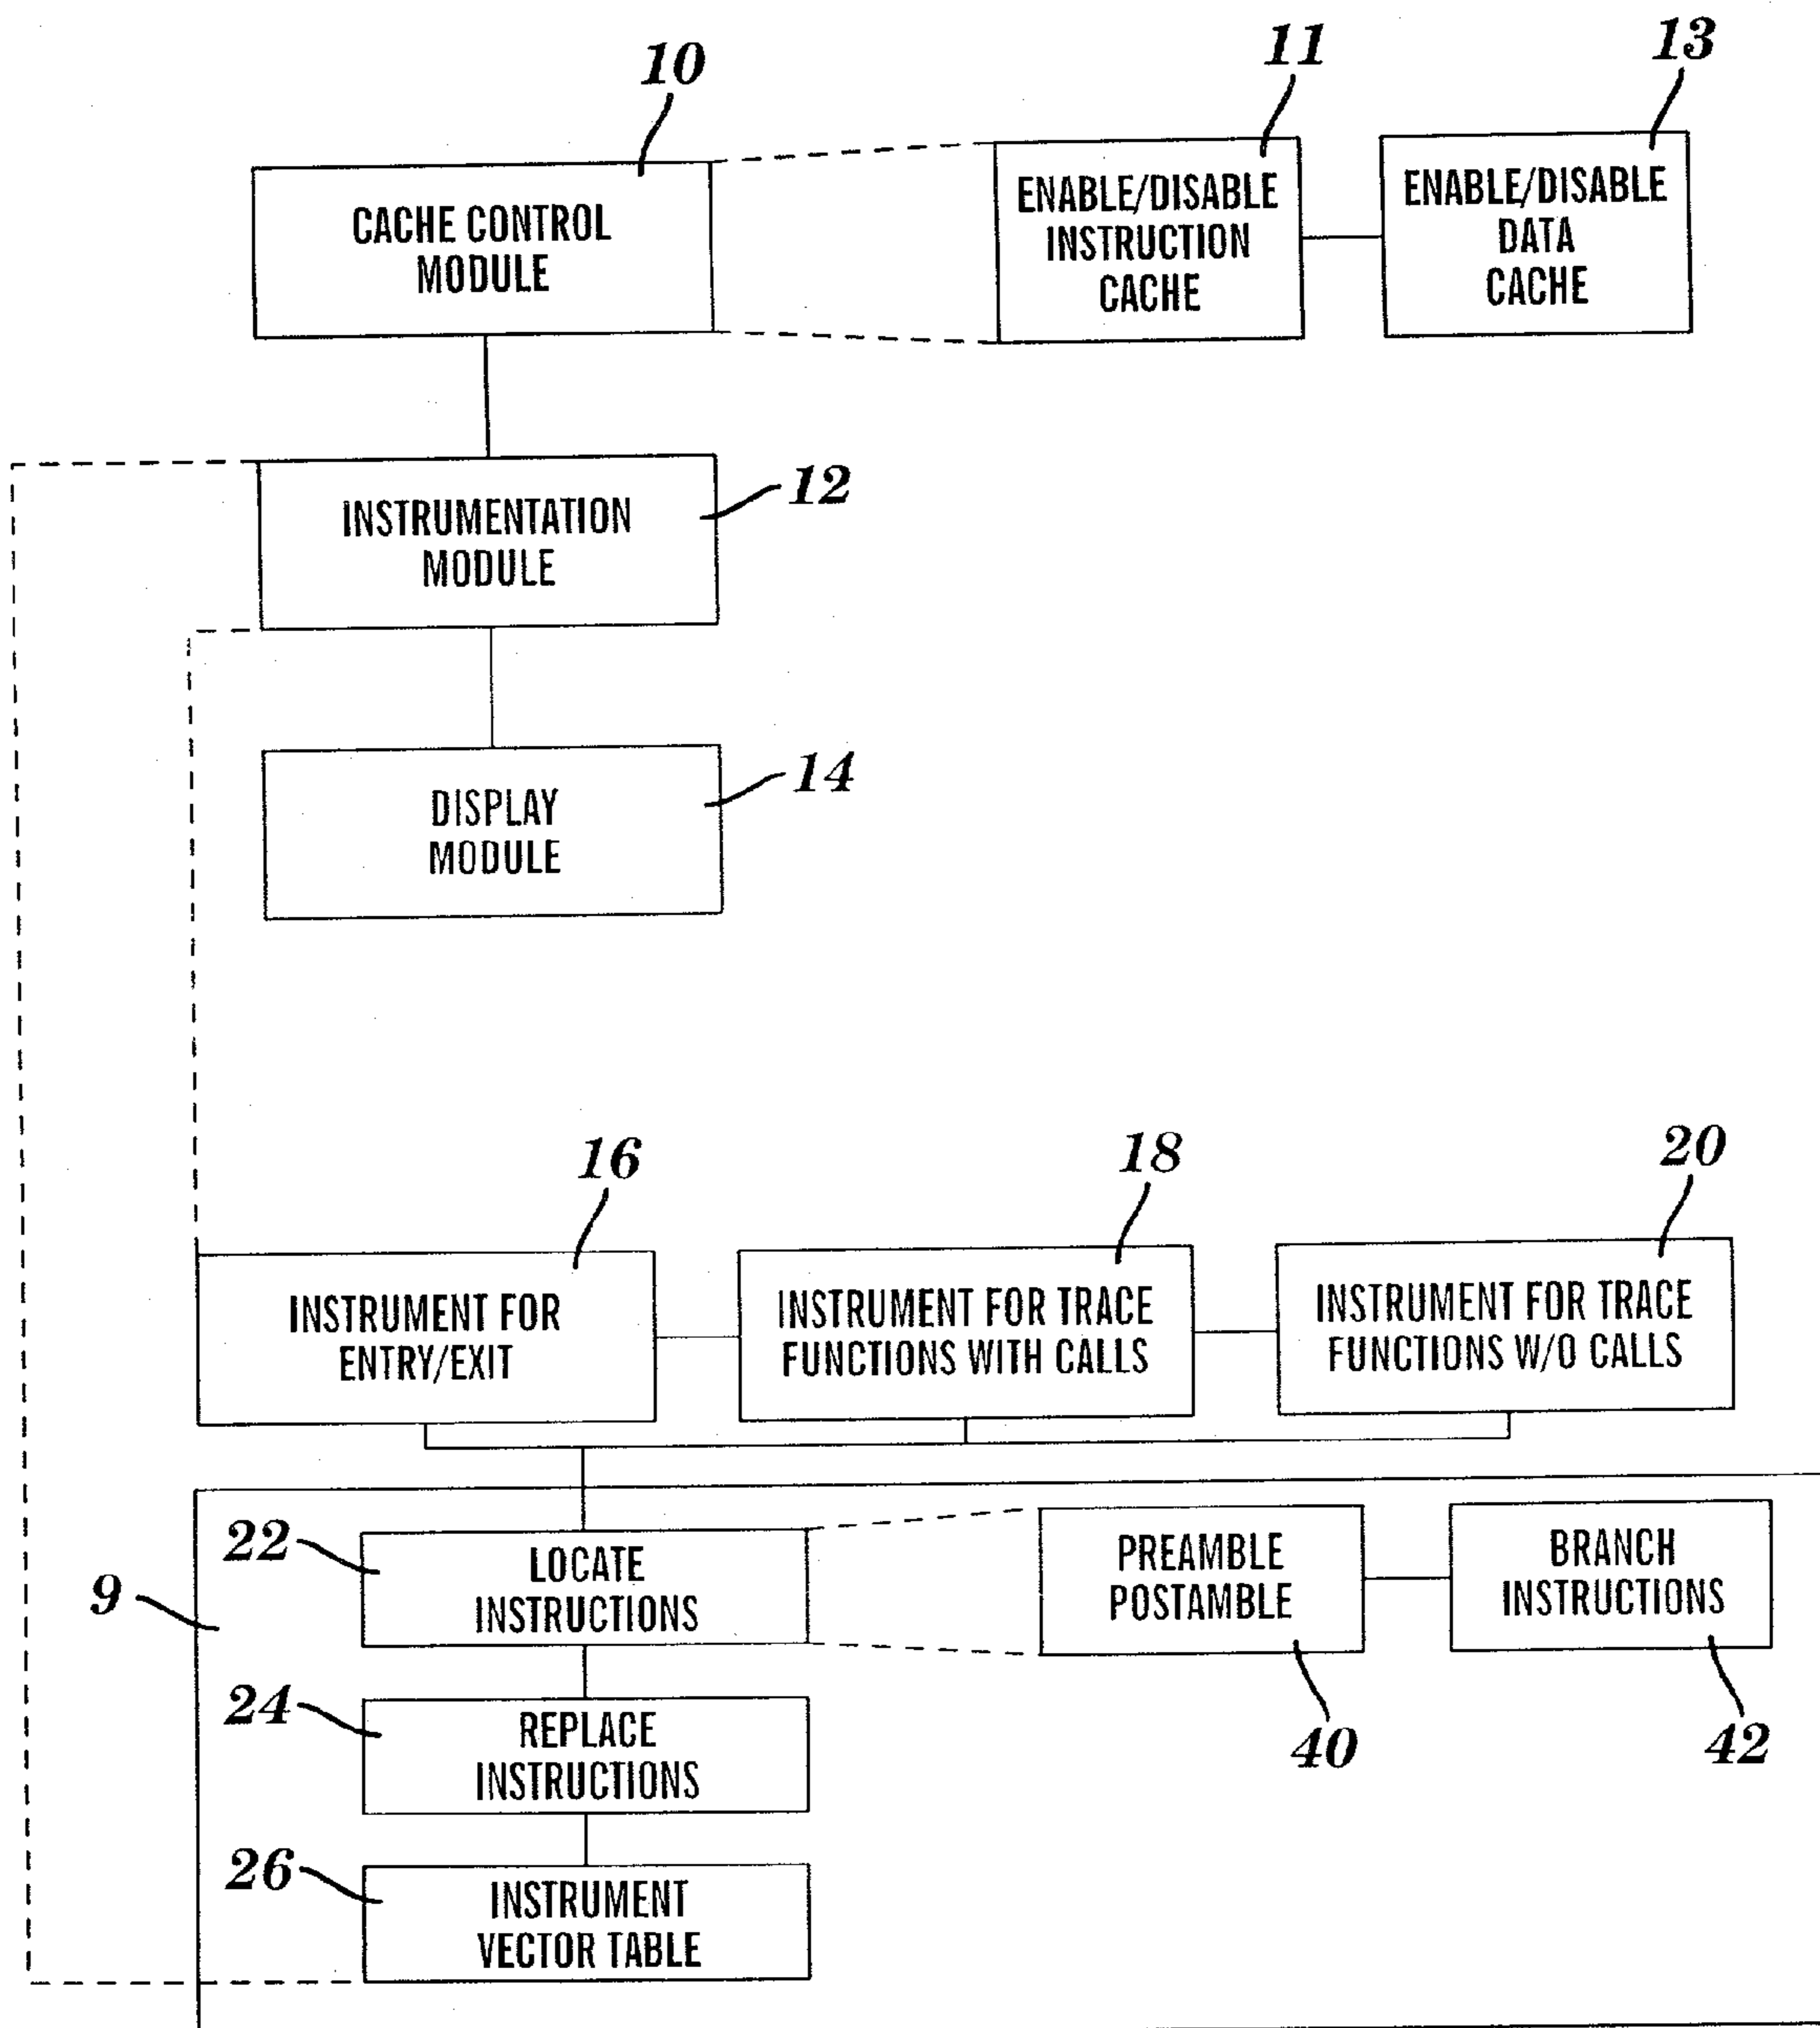 10
11
13
CACHE CONTROL
MODULE
ENABLE/DISABLE
INSTRUCTION
CACHE
ENABLE/DISABLE
DATA
CACHE
INSTRUMENTATION
MODULE
12
DISPLAY
MODULE
14
16
18
20
INSTRUMENT FOR
ENTRY/EXIT
INSTRUMENT FOR TRACE
FUNCTIONS WITH CALLS
INSTRUMENT FOR TRACE
FUNCTIONS W/O CALLS
9
22
LOCATE
INSTRUCTIONS
PREAMBLE
POSTAMBLE
BRANCH
INSTRUCTIONS
40
42
24
REPLACE
INSTRUCTIONS
26
INSTRUMENT
VECTOR TABLE